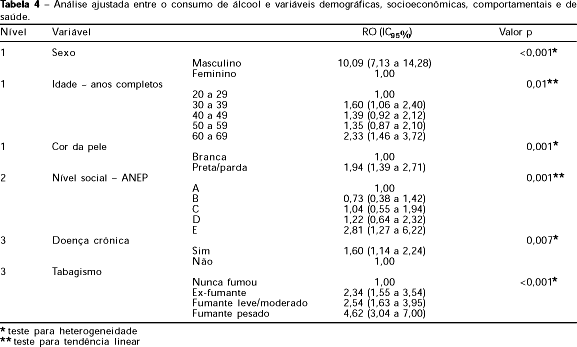 Tabela 4 – Análise ajustada entre o consumo de álcool e variáveis demográficas, socioeconômicas, comportamentais e de
saúde.
Nível Variável RO (IC95%) Valor p
1 Sexo <0,001*
Masculino 10,09 (7,13 a 14,28)
Feminino 1,00
1 Idade – anos completos 0,01**
20 a 29 1,00
30 a 39 1,60 (1,06 a 2,40)
40 a 49 1,39 (0,92 a 2,12)
50 a 59 1,35 (0,87 a 2,10)
60 a 69 2,33 (1,46 a 3,72)
1 Cor da pele 0,001*
Branca 1,00
Preta/parda 1,94 (1,39 a 2,71)
2 Nível social – ANEP 0,001**
A 1,00
B 0,73 (0,38 a 1,42)
C 1,04 (0,55 a 1,94)
D 1,22 (0,64 a 2,32)
E 2,81 (1,27 a 6,22)
3 Doença crônica 0,007*
Sim 1,60 (1,14 a 2,24)
Não 1,00
3 Tabagismo <0,001*
Nunca fumou 1,00
Ex-fumante 2,34 (1,55 a 3,54)
Fumante leve/moderado 2,54 (1,63 a 3,95)
Fumante pesado 4,62 (3,04 a 7,00)
* teste para heterogeneidade
** teste para tendência linear